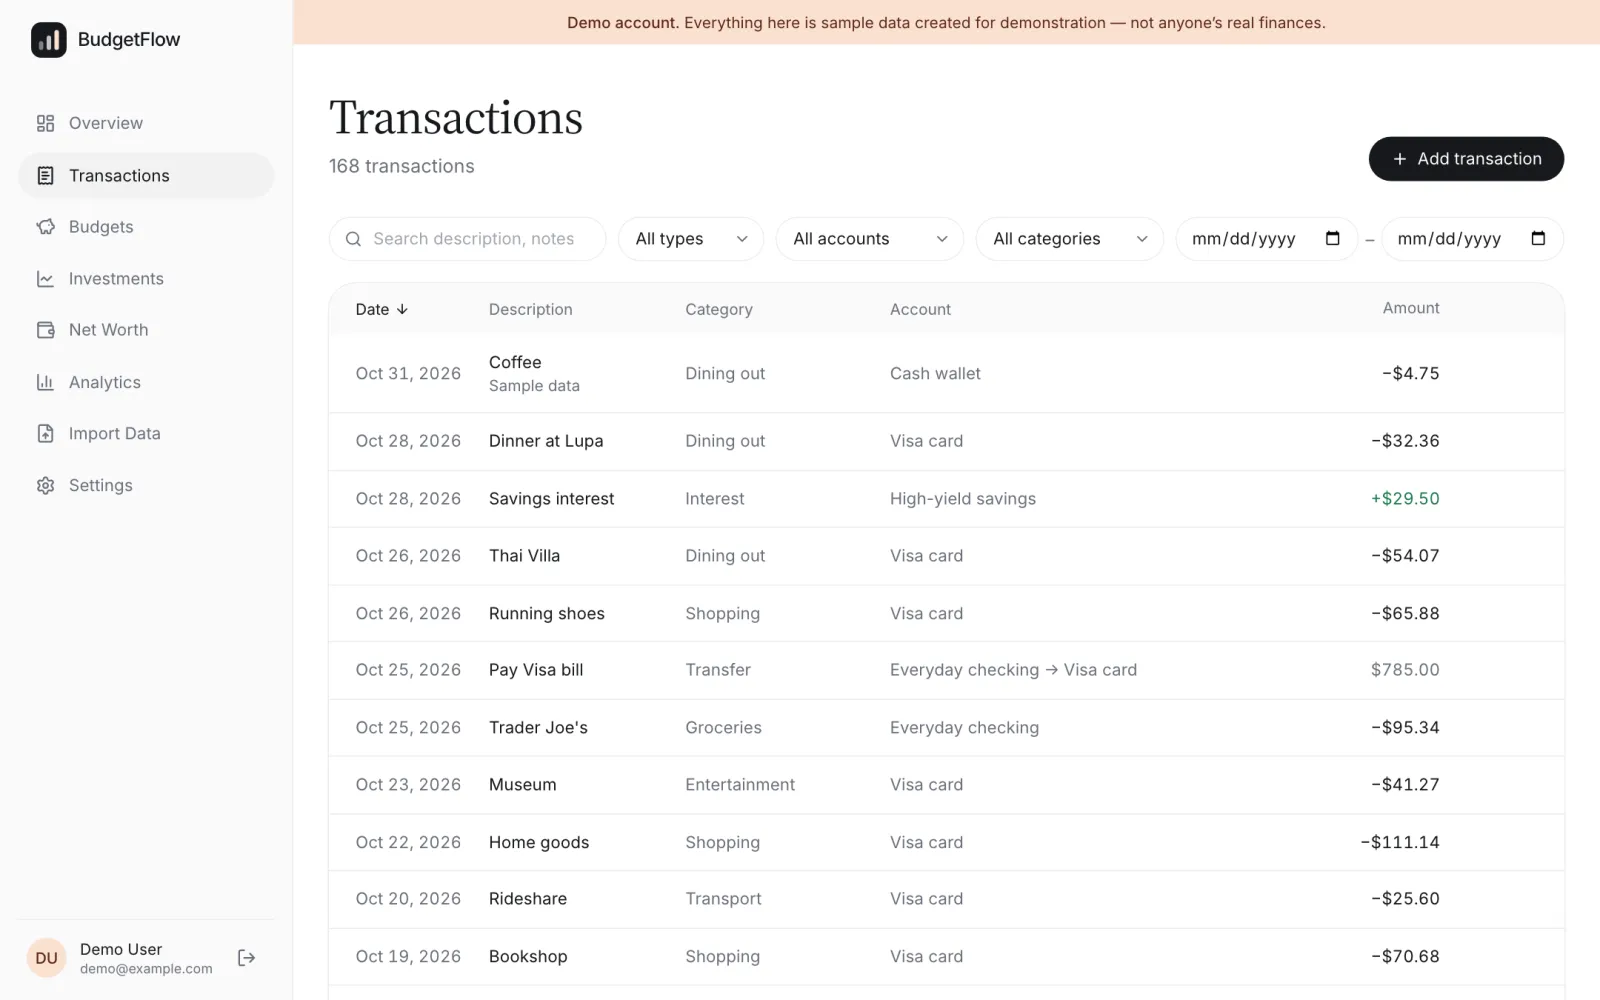 BudgetFlow
Overview
Transactions
Budgets
Investments
Net Worth
Analytics
Import Data
Settings
DU
Demo User
demo@example.com
Demo account. Everything here is sample data created for demonstration — not anyone’s real finances.
Transactions
168 transactions
+ Add transaction
Search description, notes All types All accounts All categories mm/dd/yyyy – mm/dd/yyyy
Date ↓ Description Category Account Amount
Oct 31, 2026 Coffee Dining out Cash wallet −$4.75
Sample data
Oct 28, 2026 Dinner at Lupa Dining out Visa card −$32.36
Oct 28, 2026 Savings interest Interest High-yield savings +$29.50
Oct 26, 2026 Thai Villa Dining out Visa card −$54.07
Oct 26, 2026 Running shoes Shopping Visa card −$65.88
Oct 25, 2026 Pay Visa bill Transfer Everyday checking → Visa card $785.00
Oct 25, 2026 Trader Joe's Groceries Everyday checking −$95.34
Oct 23, 2026 Museum Entertainment Visa card −$41.27
Oct 22, 2026 Home goods Shopping Visa card −$111.14
Oct 20, 2026 Rideshare Transport Visa card −$25.60
Oct 19, 2026 Bookshop Shopping Visa card −$70.68